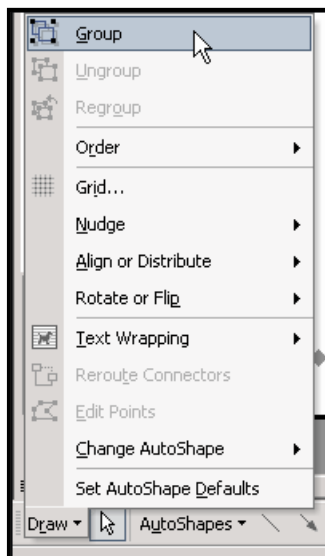 Group
Ungroup
Regroup
Order
Grid...
Nudge
Align or Distribute
Rotate or Flip
Text Wrapping
Reroute Connectors
Edit Points
Change AutoShape
Set AutoShape Defaults
Draw AutoShapes